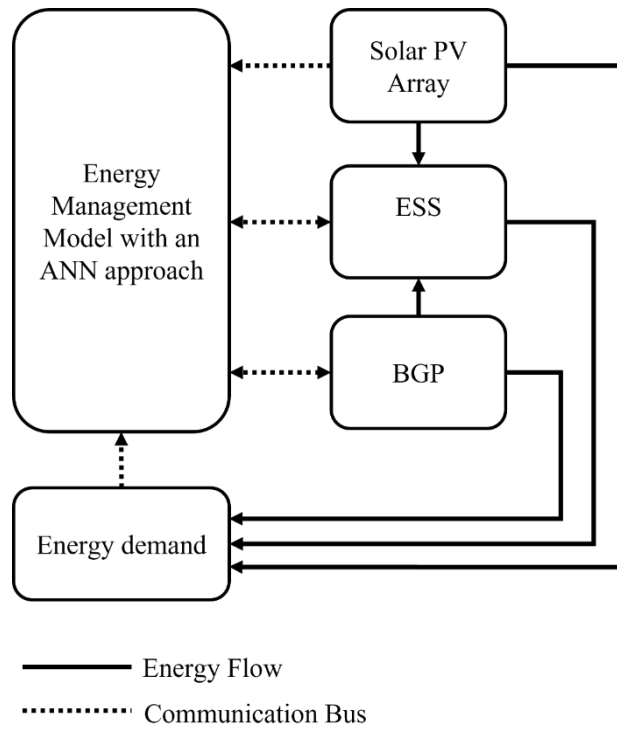 Solar PV
Array
Energy
Management
Model with an
ANN approach
ESS
BGP
Energy demand
Energy Flow
Communication Bus